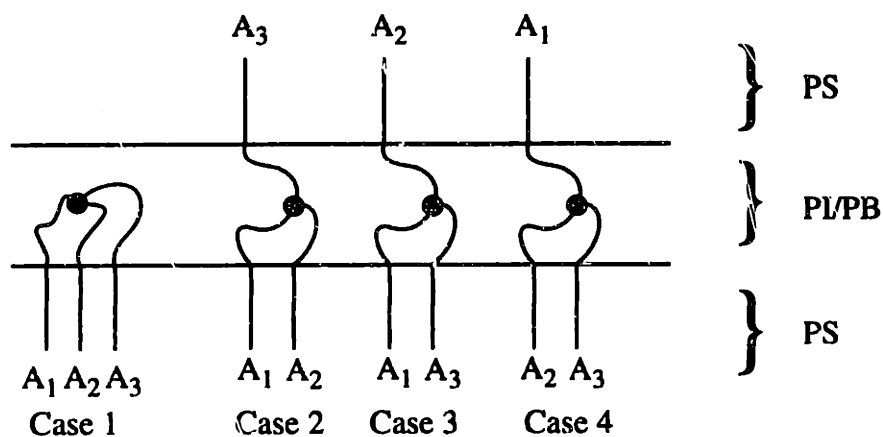 A₃ A₂ A₁
PS
PI/PB
PS
A₁ A₂ A₃ A₁ A₂ A₁ A₃ A₂ A₃
Case 1 Case 2 Case 3 Case 4